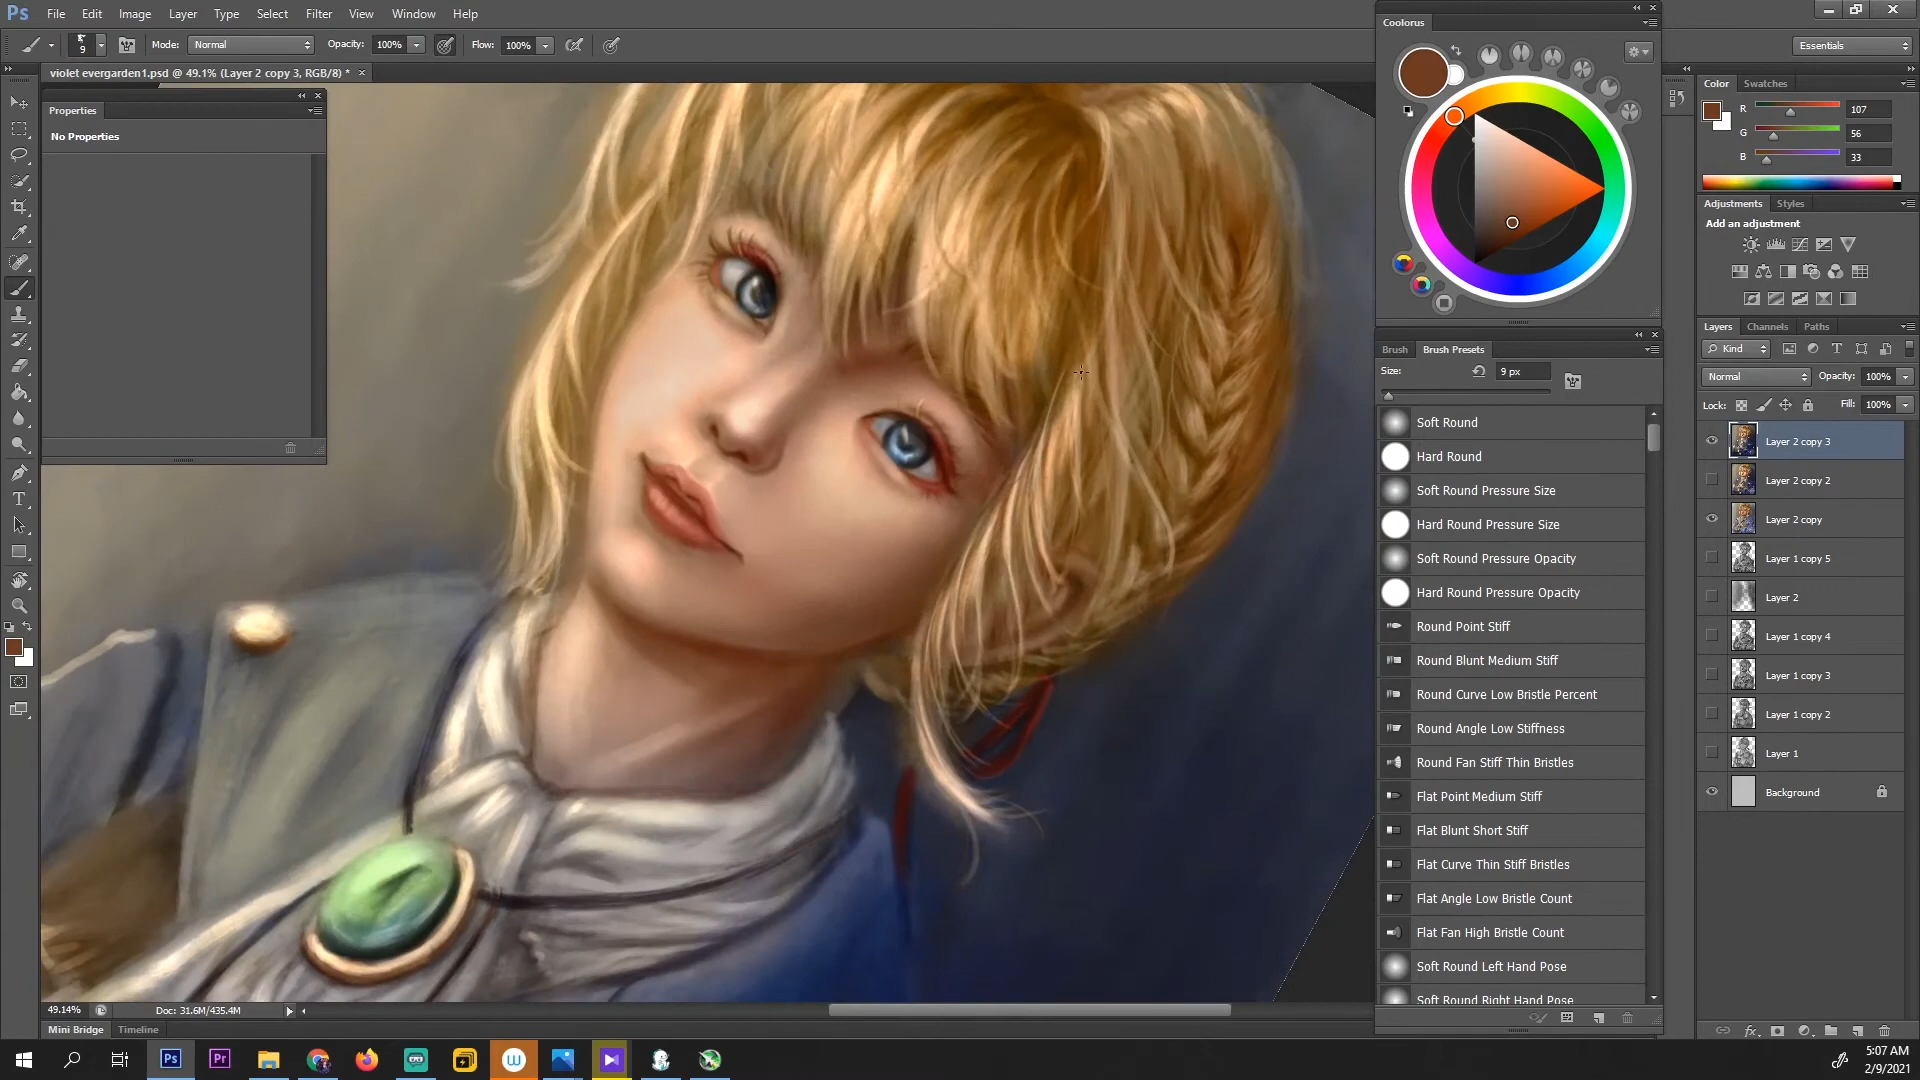 Ps File Edit Image Layer Type Select Filter View Window Help
9 Mode: Normal Opacity: 100% Flow: 100% Essentials
violet evergarden1.psd @ 49.1% (Layer 2 copy 3, RGB/8) *
Properties
No Properties
Coolorus
Brush Brush Presets
Size: 9 px
Soft Round
Hard Round
Soft Round Pressure Size
Hard Round Pressure Size
Soft Round Pressure Opacity
Hard Round Pressure Opacity
Round Point Stiff
Round Blunt Medium Stiff
Round Curve Low Bristle Percent
Round Angle Low Stiffness
Round Fan Stiff Thin Bristles
Flat Point Medium Stiff
Flat Blunt Short Stiff
Flat Curve Thin Stiff Bristles
Flat Angle Low Bristle Count
Flat Fan High Bristle Count
Soft Round Left Hand Pose
Soft Round Right Hand Pose
Color Swatches
R 107
G 56
B 33
Adjustments Styles
Add an adjustment
Layers Channels Paths
Kind
Normal Opacity: 100%
Lock: Fill: 100%
Layer 2 copy 3
Layer 2 copy 2
Layer 2 copy
Layer 1 copy 5
Layer 2
Layer 1 copy 4
Layer 1 copy 3
Layer 1 copy 2
Layer 1
Background
49.14% Doc: 31.6M/435.4M
Mini Bridge Timeline
Ps Pr W
5:07 AM
2/9/2021